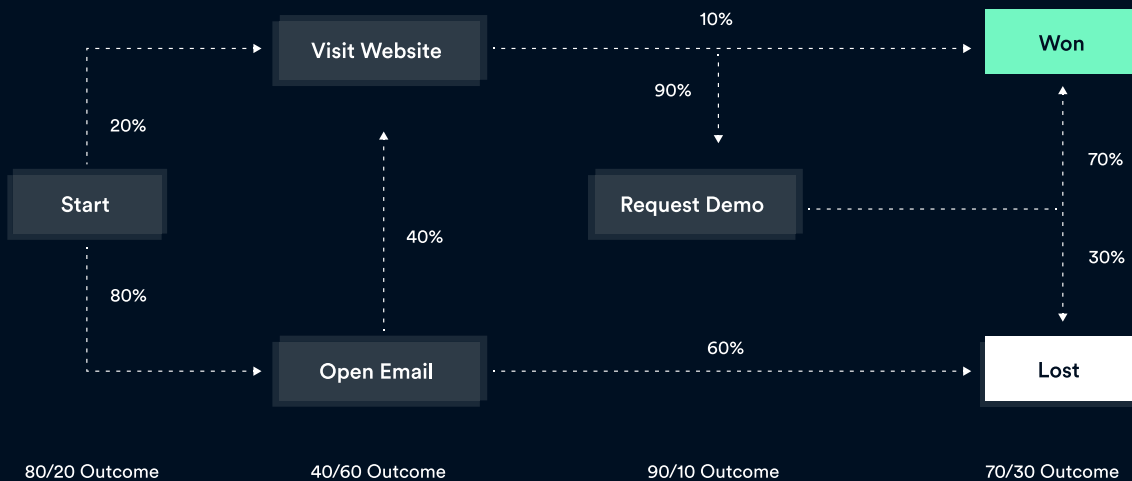 10%
Visit Website
Won
90%
20%
70%
Start
Request Demo
40%
30%
80%
60%
Open Email
Lost
80/20 Outcome
40/60 Outcome
90/10 Outcome
70/30 Outcome